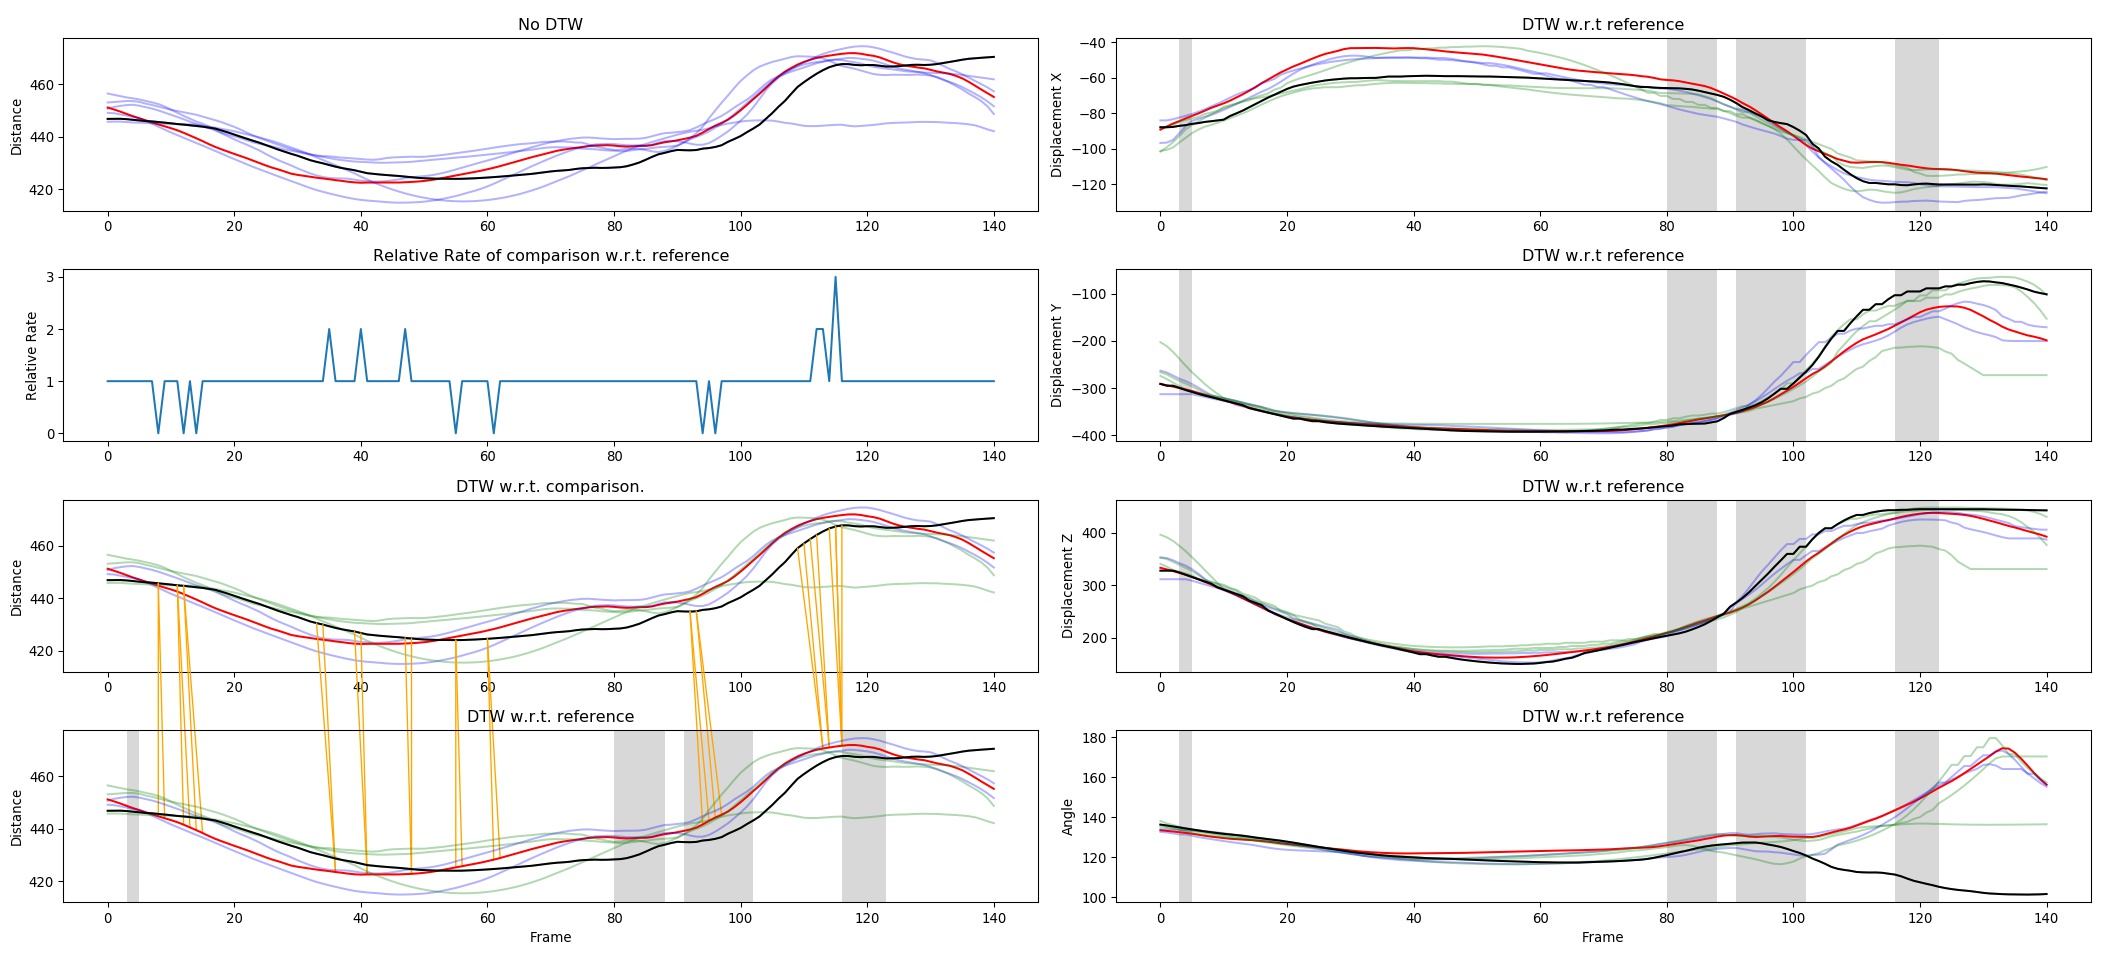 No DTW
Distance
460
440
420
0 20 40 60 80 100 120 140
Relative Rate of comparison w.r.t. reference
Relative Rate
3
2
1
0
0 20 40 60 80 100 120 140
DTW w.r.t. comparison.
Distance
460
440
420
0 20 40 60 80 100 120 140
DTW w.r.t. reference
Distance
460
440
420
0 20 40 60 80 100 120 140
Frame
DTW w.r.t reference
Displacement X
−40
−60
−80
−100
−120
0 20 40 60 80 100 120 140
DTW w.r.t reference
Displacement Y
−100
−200
−300
−400
0 20 40 60 80 100 120 140
DTW w.r.t reference
Displacement Z
400
300
200
0 20 40 60 80 100 120 140
DTW w.r.t reference
Angle
180
160
140
120
100
0 20 40 60 80 100 120 140
Frame